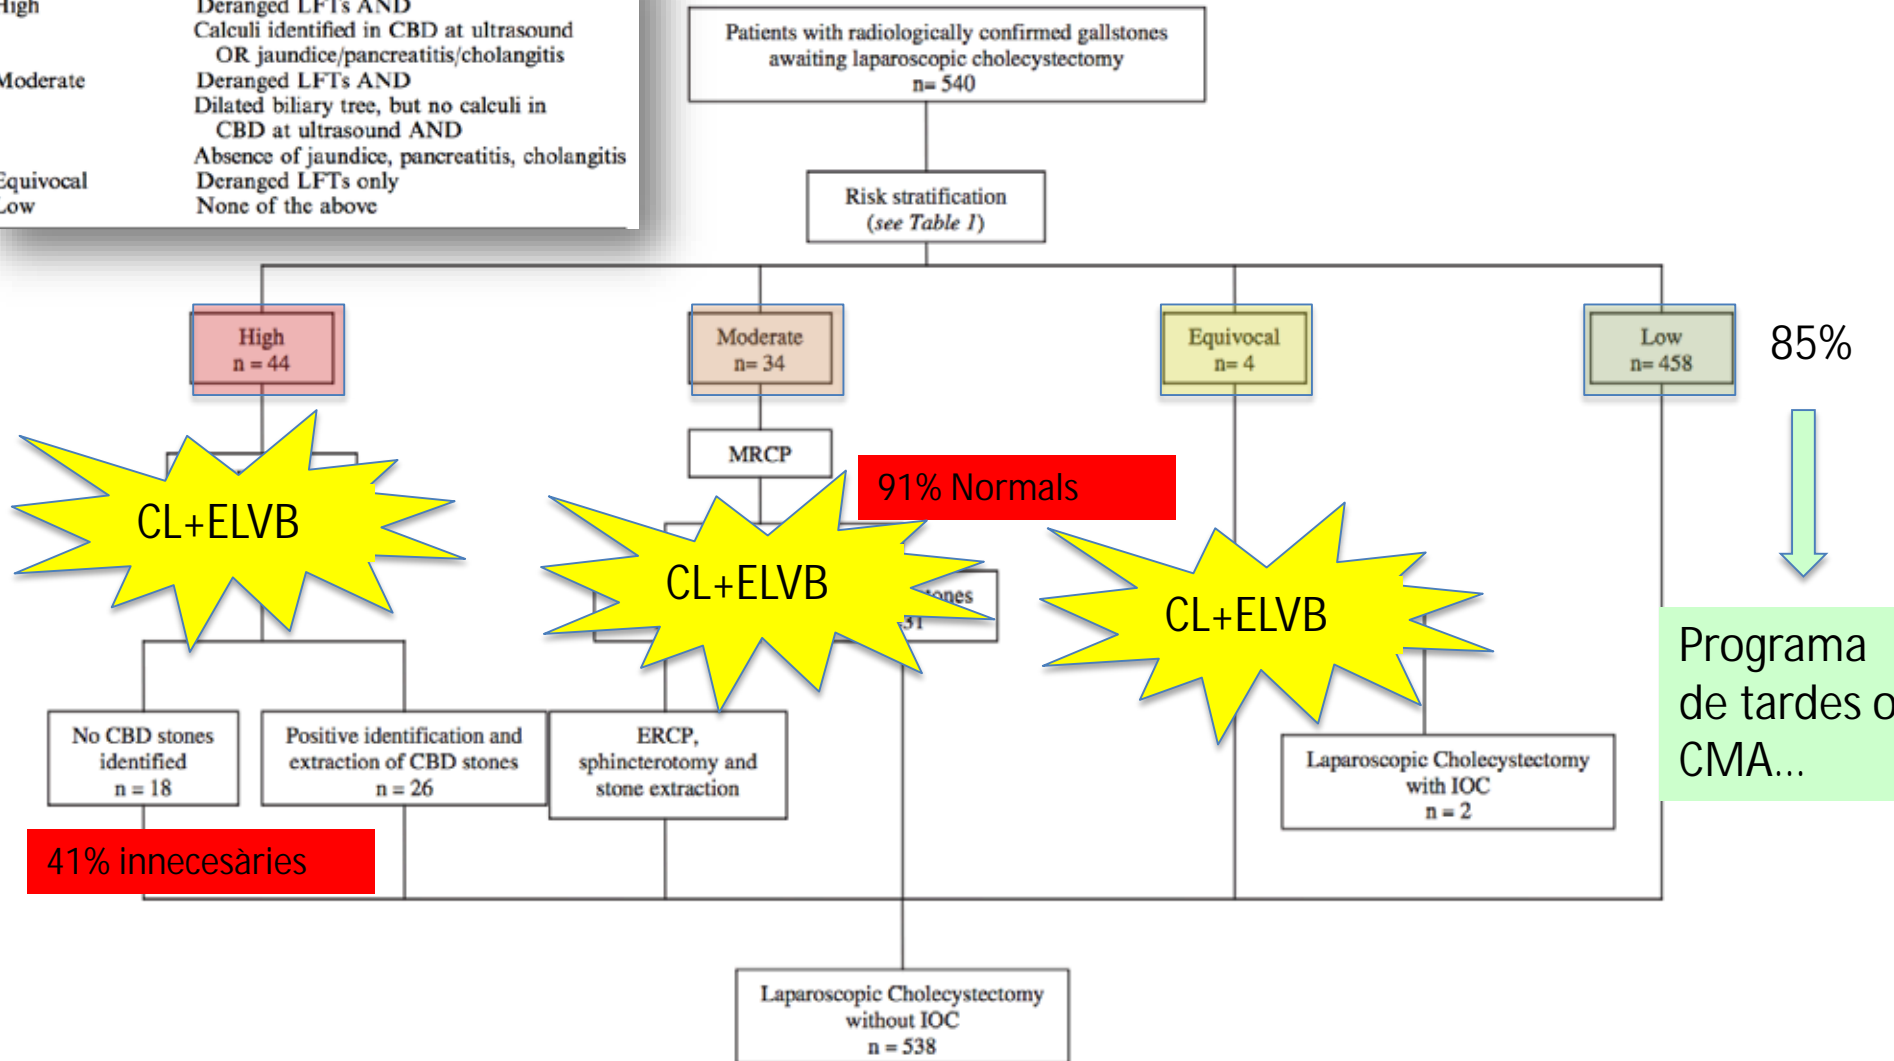 High Deranged LFTs AND
Calculi identified in CBD at ultrasound
OR jaundice/pancreatitis/cholangitis
Moderate Deranged LFTs AND
Dilated biliary tree, but no calculi in
CBD at ultrasound AND
Absence of jaundice, pancreatitis, cholangitis
Equivocal Deranged LFTs only
Low None of the above
Patients with radiologically confirmed gallstones
awaiting laparoscopic cholecystectomy
n= 540
Risk stratification
(see Table 1)
High
n = 44
Moderate
n= 34
Equivocal
n= 4
Low
n= 458
85%
MRCP
91% Normals
CL+ELVB
CL+ELVB
CL+ELVB
31
Programa
de tardes o
CMA...
No CBD stones
identified
n = 18
Positive identification and
extraction of CBD stones
n = 26
ERCP,
sphincterotomy and
stone extraction
Laparoscopic Cholecystectomy
with IOC
n = 2
41% innecesàries
Laparoscopic Cholecystectomy
without IOC
n = 538